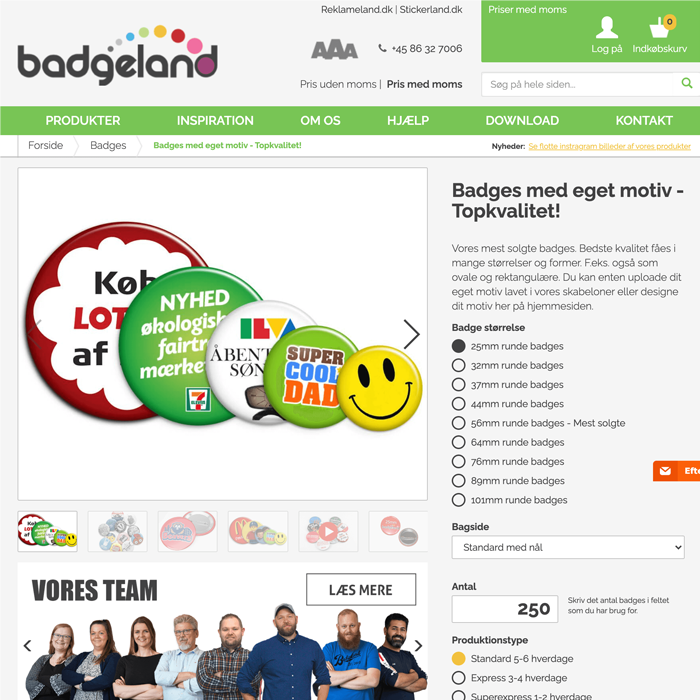 Reklameland.dk | Stickerland.dk
Priser med moms
badgeland
AAA
+45 86 32 7006
0
Log på
Indkøbskurv
Pris uden moms | Pris med moms
Søg på hele siden...
PRODUKTER
INSPIRATION
OM OS
HJÆLP
DOWNLOAD
KONTAKT
Forside
Badges
Badges med eget motiv - Topkvalitet!
Nyheder: Se flotte instragram billeder af vores produkter
Køb
LOT
af
NYHED
økologisk
fairtr
mærke
7
ELEVEN
ILVA
ÅBENT
SØN
SUPER
COOL
DAD
Badges med eget motiv -
Topkvalitet!
Vores mest solgte badges. Bedste kvalitet fåes i
mange størrelser og former. F.eks. også som
ovale og rektangulære. Du kan enten uploade dit
eget motiv lavet i vores skabeloner eller designe
dit motiv her på hjemmesiden.
Badge størrelse
25mm runde badges
32mm runde badges
37mm runde badges
44mm runde badges
56mm runde badges - Mest solgte
64mm runde badges
76mm runde badges
89mm runde badges
101mm runde badges
Efte
Bagside
Standard med nål
Antal
250
Skriv det antal badges i feltet
som du har brug for.
Produktionstype
Standard 5-6 hverdage
Express 3-4 hverdage
Superexpress 1-2 hverdage
VORES TEAM
LÆS MERE